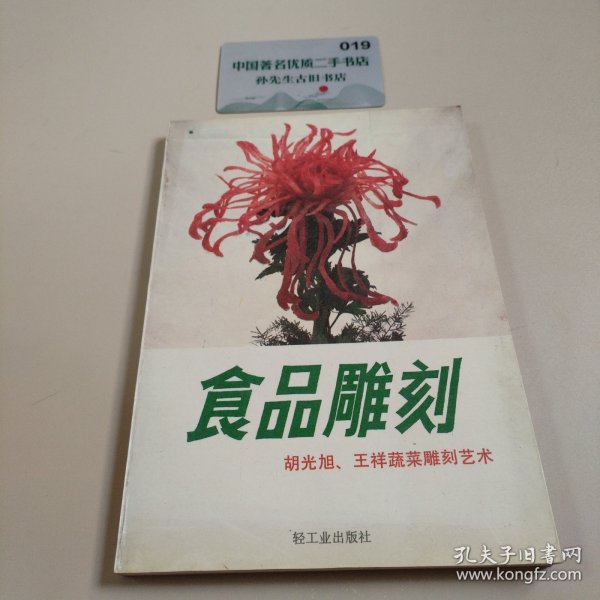 019
中国著名优质二手书店
孙先生古旧书店
食品雕刻
胡光旭、王祥蔬菜雕刻艺术
轻工业出版社
孔夫子旧书网
www.kongfz.com